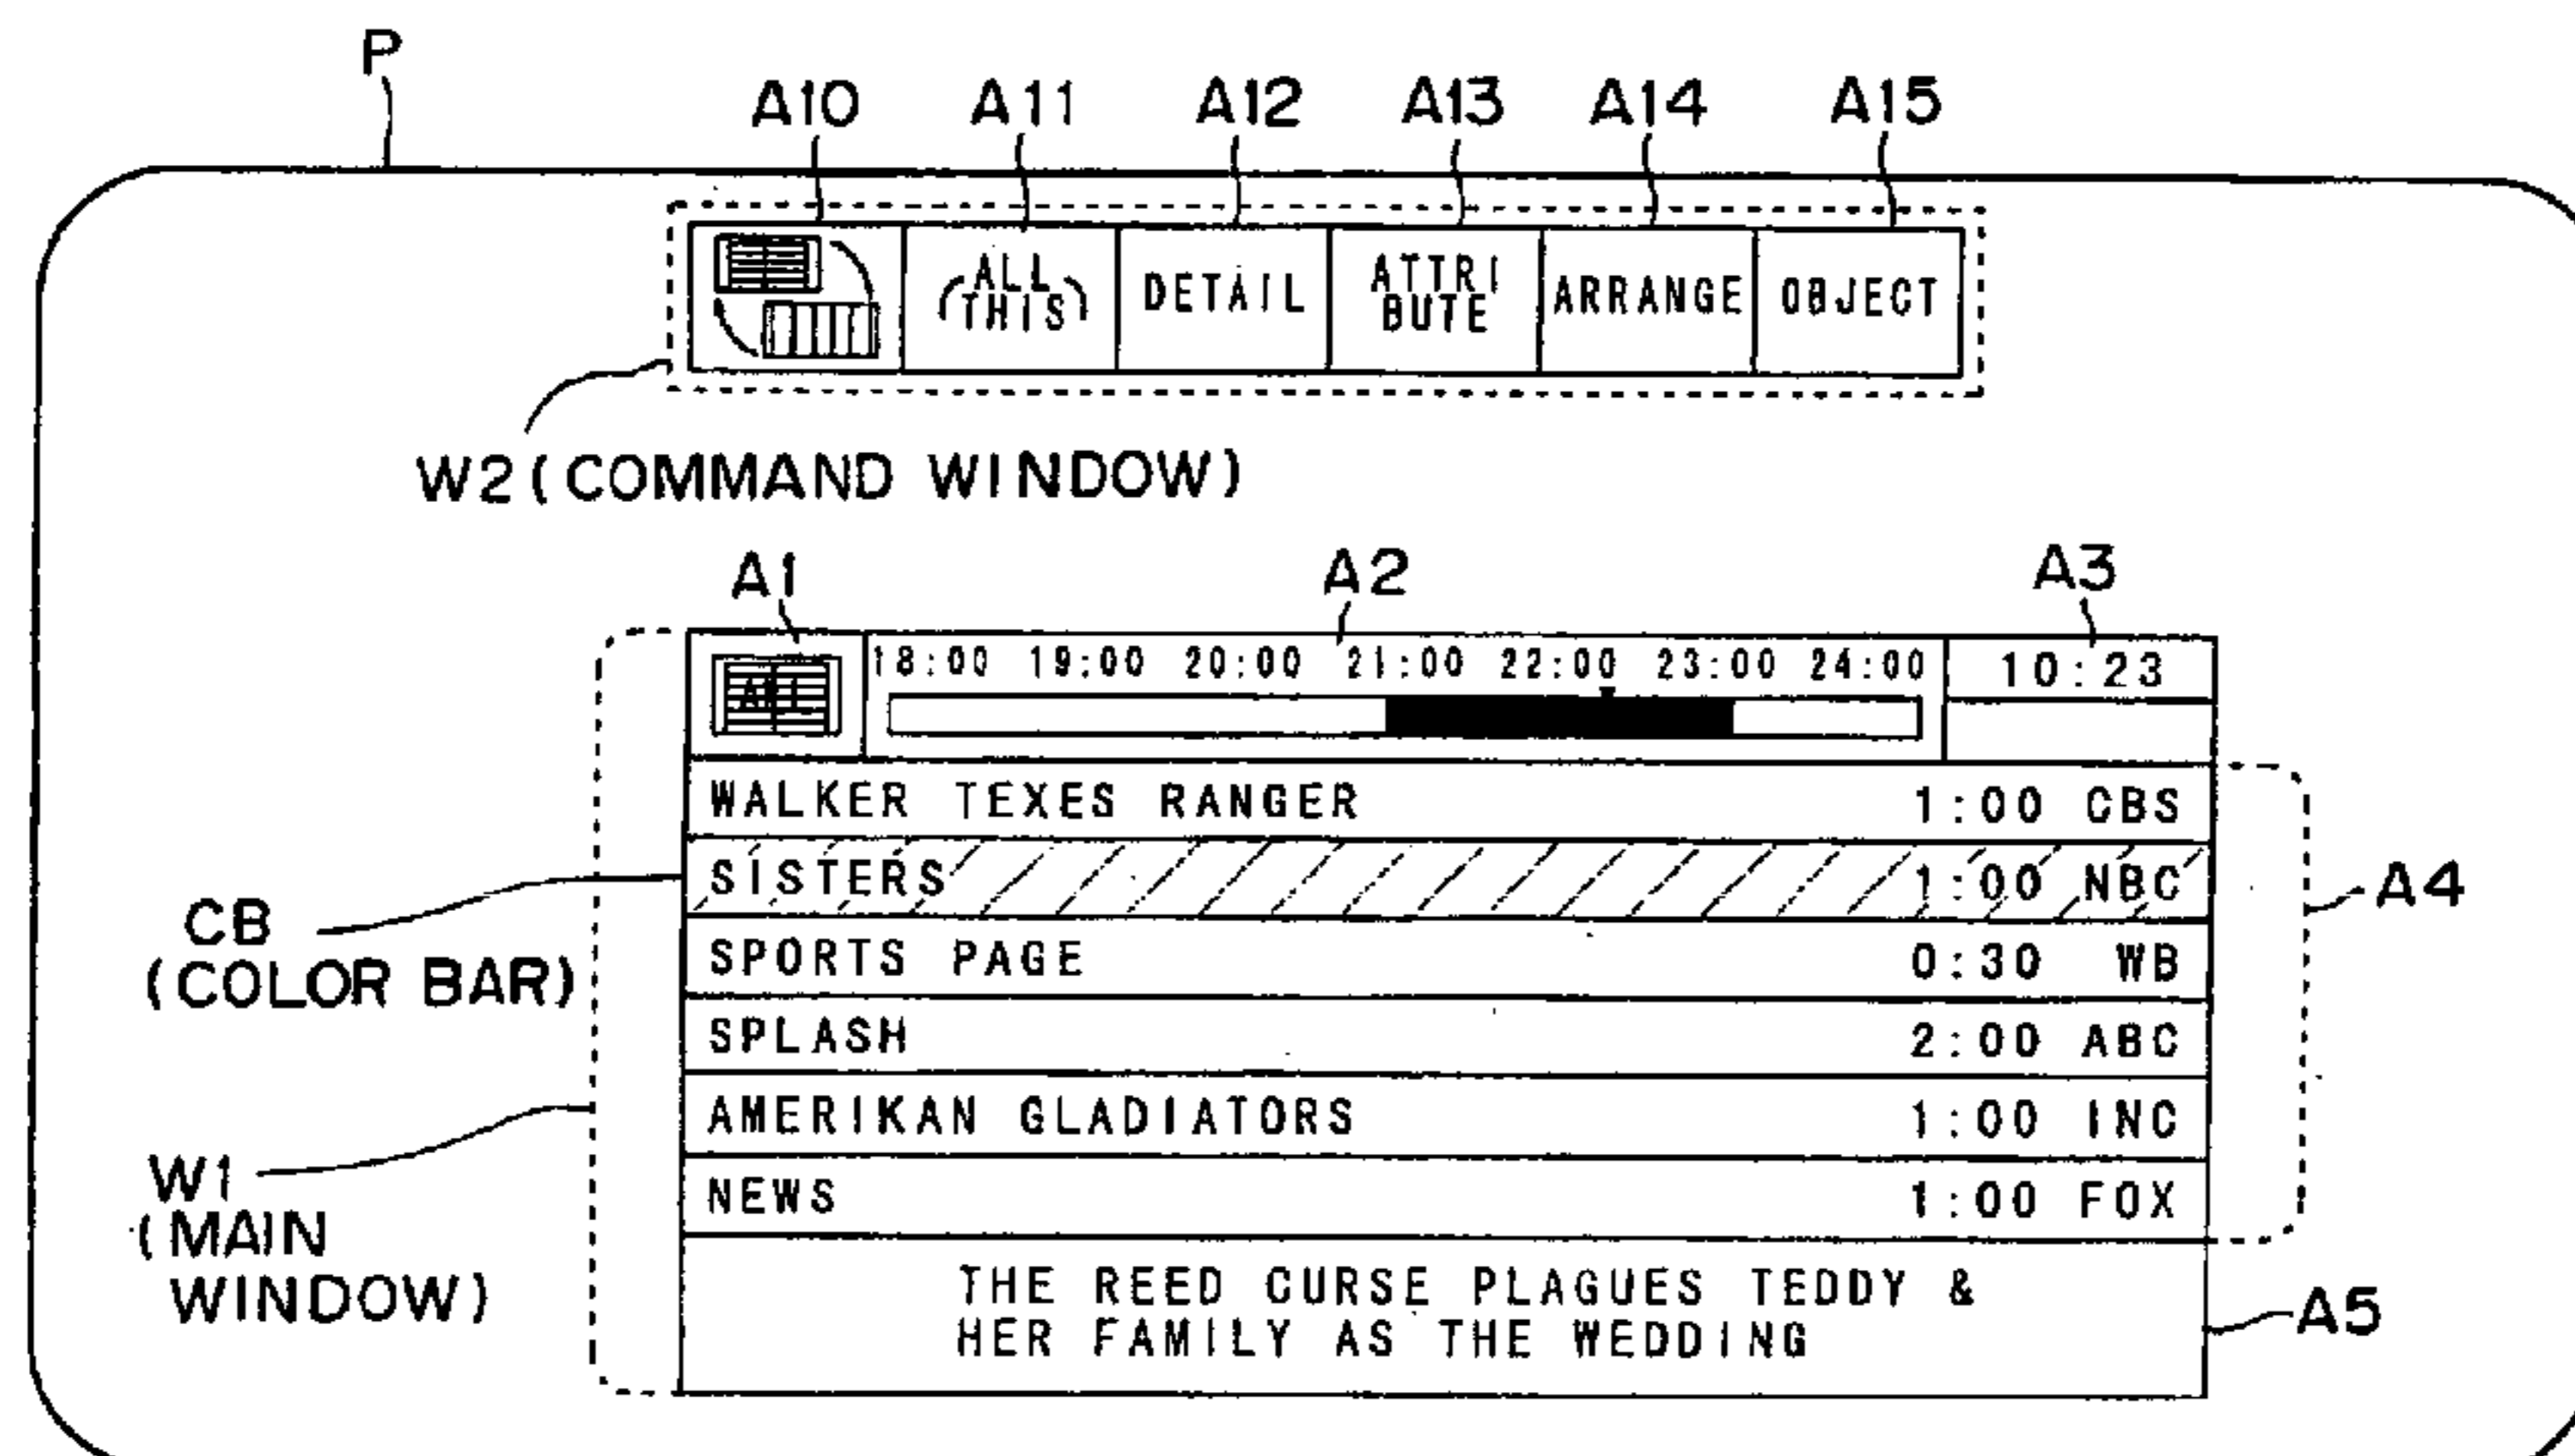 P
A10 A11 A12 A13 A14 A15
(ALL THIS) DETAIL ATTRI BUTE ARRANGE OBJECT
W2 (COMMAND WINDOW)
A1 A2 A3
18:00 19:00 20:00 21:00 22:00 23:00 24:00 10:23
WALKER TEXES RANGER 1:00 CBS
SISTERS 1:00 NBC
A4
CB
(COLOR BAR)
SPORTS PAGE 0:30 WB
SPLASH 2:00 ABC
AMERIKAN GLADIATORS 1:00 INC
W1
(MAIN
WINDOW)
NEWS 1:00 FOX
THE REED CURSE PLAGUES TEDDY &
HER FAMILY AS THE WEDDING
A5